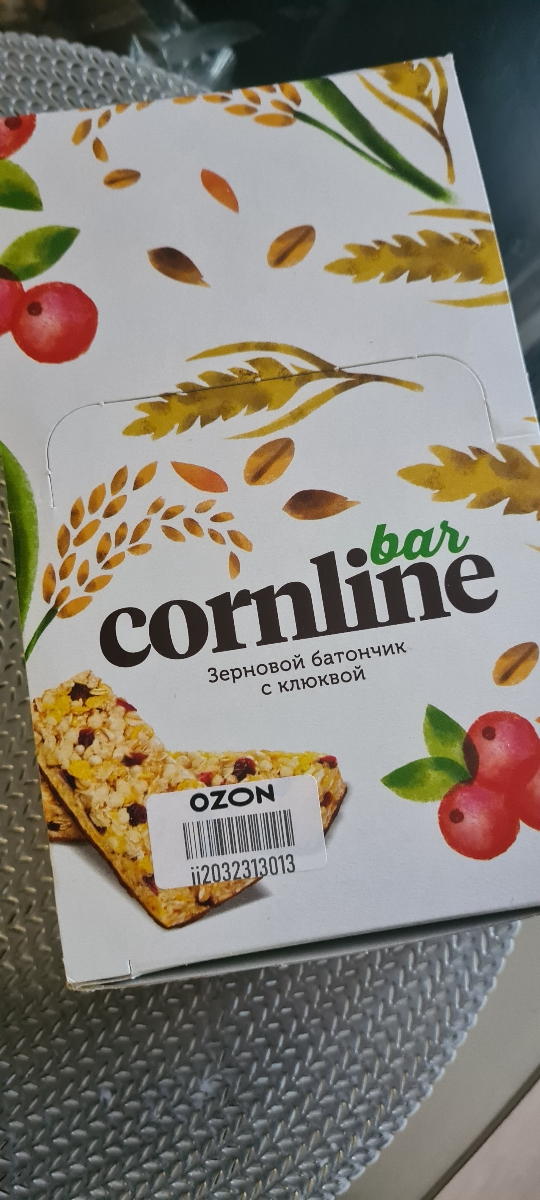 bar
cornline
Зерновой батончик
с клюквой
OZON
ii2032313013